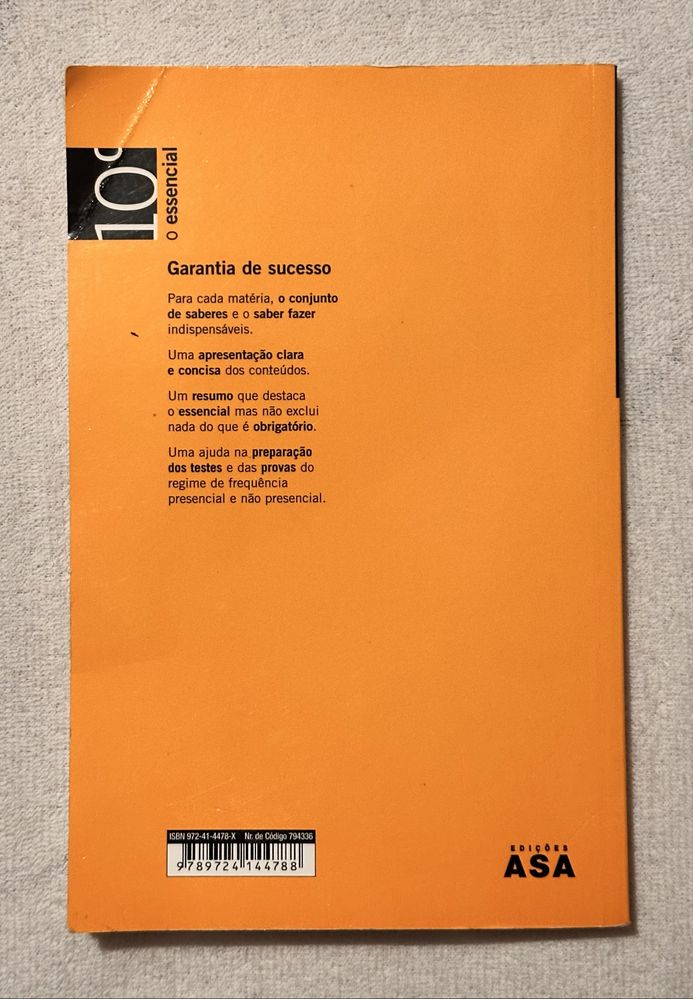 10º
o essencial
Garantia de sucesso
Para cada matéria, o conjunto
de saberes e o saber fazer
indispensáveis.
Uma apresentação clara
e concisa dos conteúdos.
Um resumo que destaca
o essencial mas não exclui
nada do que é obrigatório.
Uma ajuda na preparação
dos testes e das provas do
regime de frequência
presencial e não presencial.
ISBN 972-41-4478-X Nr. de Código 794336
9789724144788
EDIÇÕES
ASA